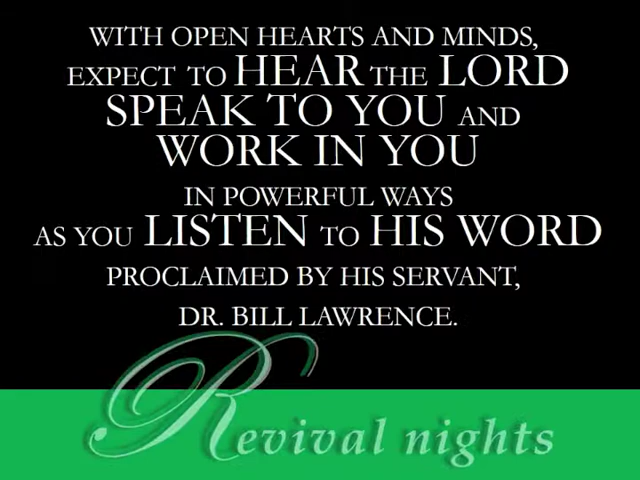 WITH OPEN HEARTS AND MINDS,
EXPECT TO HEAR THE LORD
SPEAK TO YOU AND
WORK IN YOU
IN POWERFUL WAYS
AS YOU LISTEN TO HIS WORD
PROCLAIMED BY HIS SERVANT,
DR. BILL LAWRENCE.
Revival nights